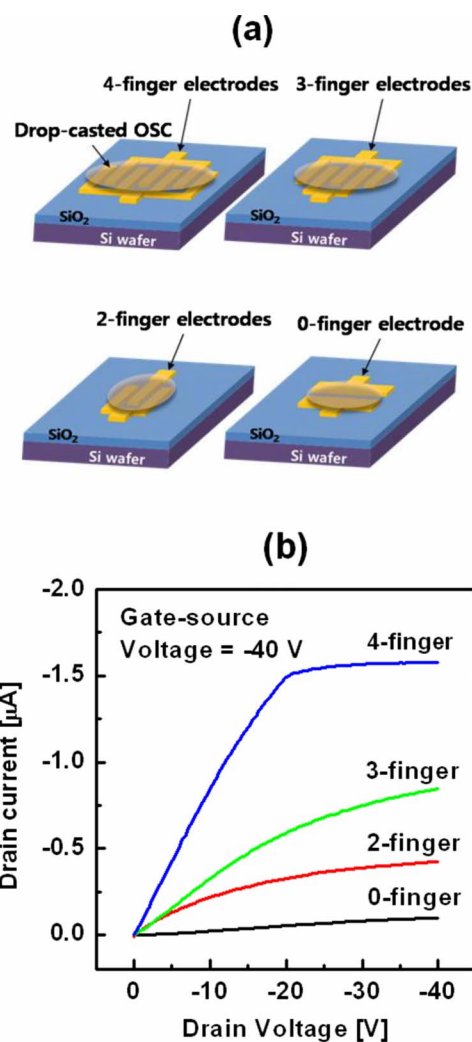 (a)
4-finger electrodes
3-finger electrodes
Drop-casted OSC
SiO₂
Si wafer
SiO₂
Si wafer
2-finger electrodes
0-finger electrode
SiO₂
Si wafer
SiO₂
Si wafer
(b)
-2.0
-1.5
-1.0
-0.5
0.0
Drain current [µA]
Gate-source
Voltage = -40 V
4-finger
3-finger
2-finger
0-finger
0
-10
-20
-30
-40
Drain Voltage [V]